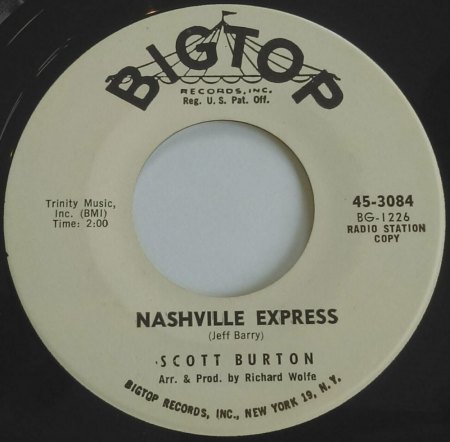 BIGTOP
RECORDS, INC.
Reg. U. S. Pat. Off.
Trinity Music,
Inc. (BMI)
Time: 2:00
45-3084
BG-1226
RADIO STATION
COPY
NASHVILLE EXPRESS
(Jeff Barry)
SCOTT BURTON
Arr. & Prod. by Richard Wolfe
BIGTOP RECORDS, INC., NEW YORK 19, N. Y.